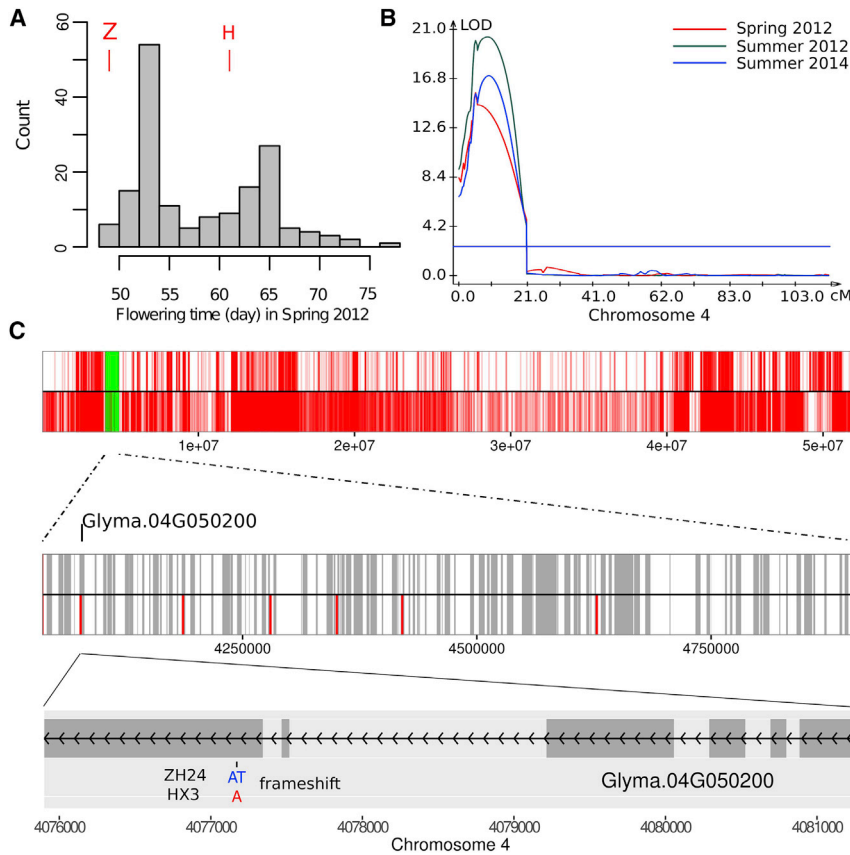 A
Z
H
Count
0
20
40
60
50
55
60
65
70
75
Flowering time (day) in Spring 2012
B
LOD
21.0
16.8
12.6
8.4
4.2
0.0
Spring 2012
Summer 2012
Summer 2014
0.0
21.0
41.0
62.0
83.0
103.0
cM
Chromosome 4
C
1e+07
2e+07
3e+07
4e+07
5e+07
Glyma.04G050200
4250000
4500000
4750000
ZH24
AT
frameshift
HX3
A
Glyma.04G050200
4076000
4077000
4078000
4079000
4080000
4081000
Chromosome 4